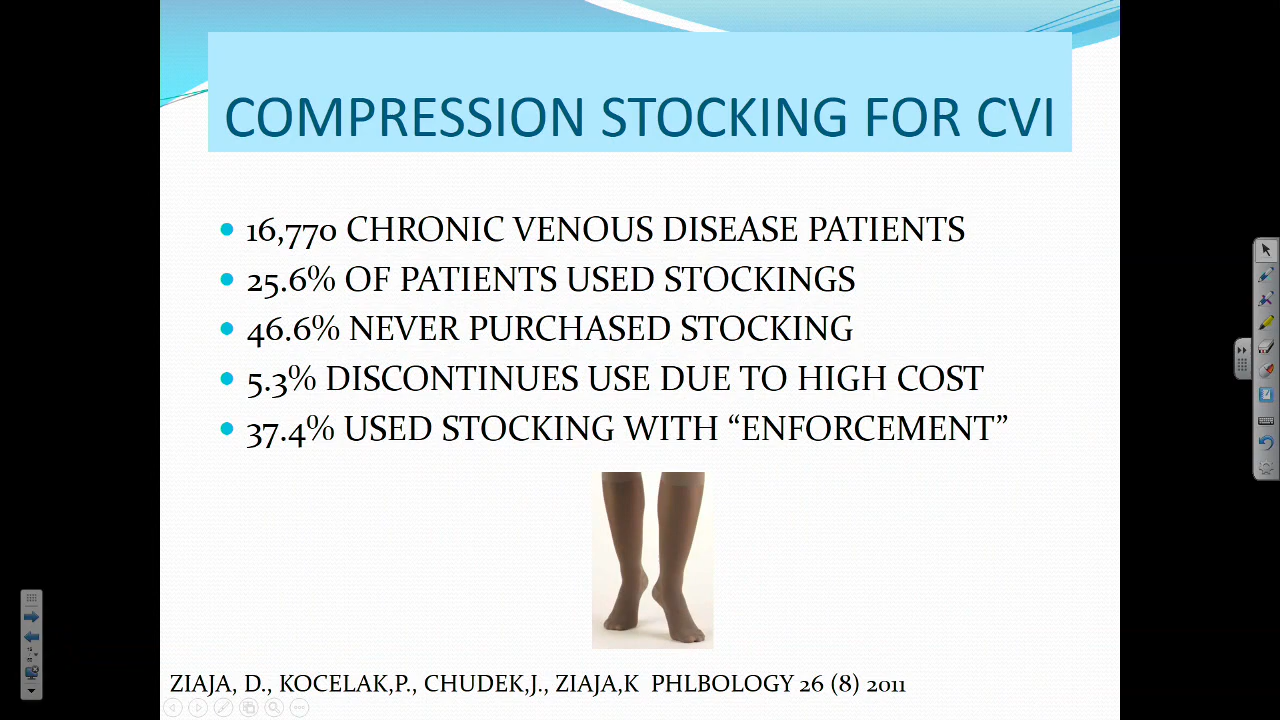 COMPRESSION STOCKING FOR CVI
16,770 CHRONIC VENOUS DISEASE PATIENTS
25.6% OF PATIENTS USED STOCKINGS
46.6% NEVER PURCHASED STOCKING
5.3% DISCONTINUES USE DUE TO HIGH COST
37.4% USED STOCKING WITH “ENFORCEMENT”
ZIAJA, D., KOCELAK,P., CHUDEK,J., ZIAJA,K PHLBOLOGY 26 (8) 2011